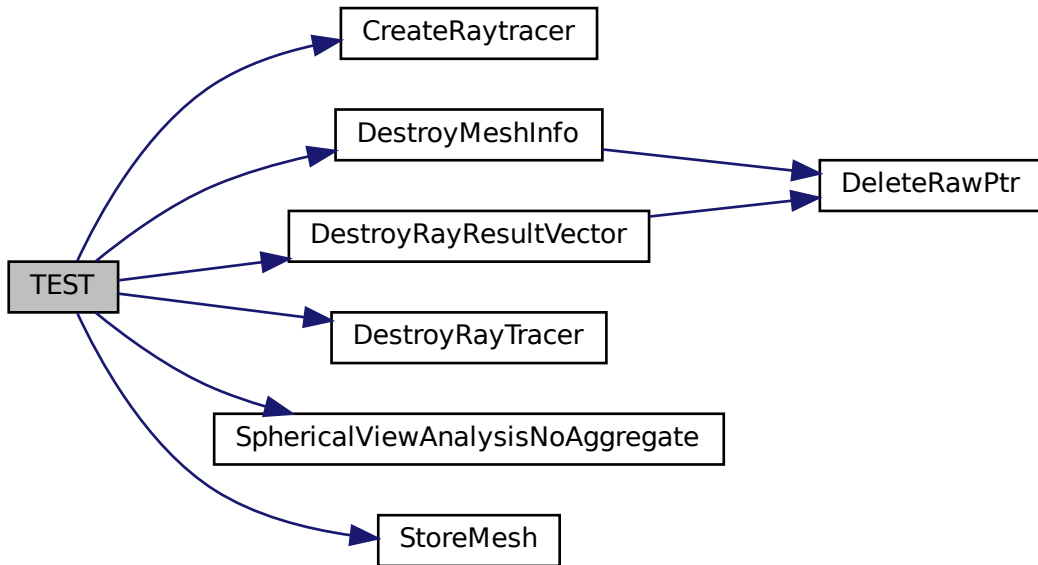 CreateRaytracer
DestroyMeshInfo
DeleteRawPtr
DestroyRayResultVector
TEST
DestroyRayTracer
SphericalViewAnalysisNoAggregate
StoreMesh